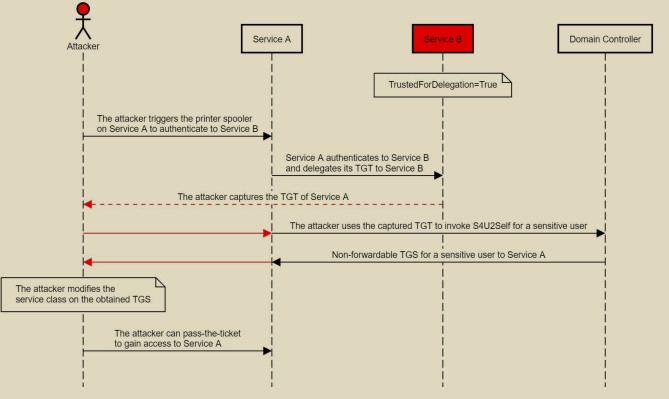 Attacker
Service A
Service B
Domain Controller
TrustedForDelegation=True
The attacker triggers the printer spooler
on Service A to authenticate to Service B
Service A authenticates to Service B
and delegates its TGT to Service B
The attacker captures the TGT of Service A
The attacker uses the captured TGT to invoke S4U2Self for a sensitive user
Non-forwardable TGS for a sensitive user to Service A
The attacker modifies the
service class on the obtained TGS
The attacker can pass-the-ticket
to gain access to Service A